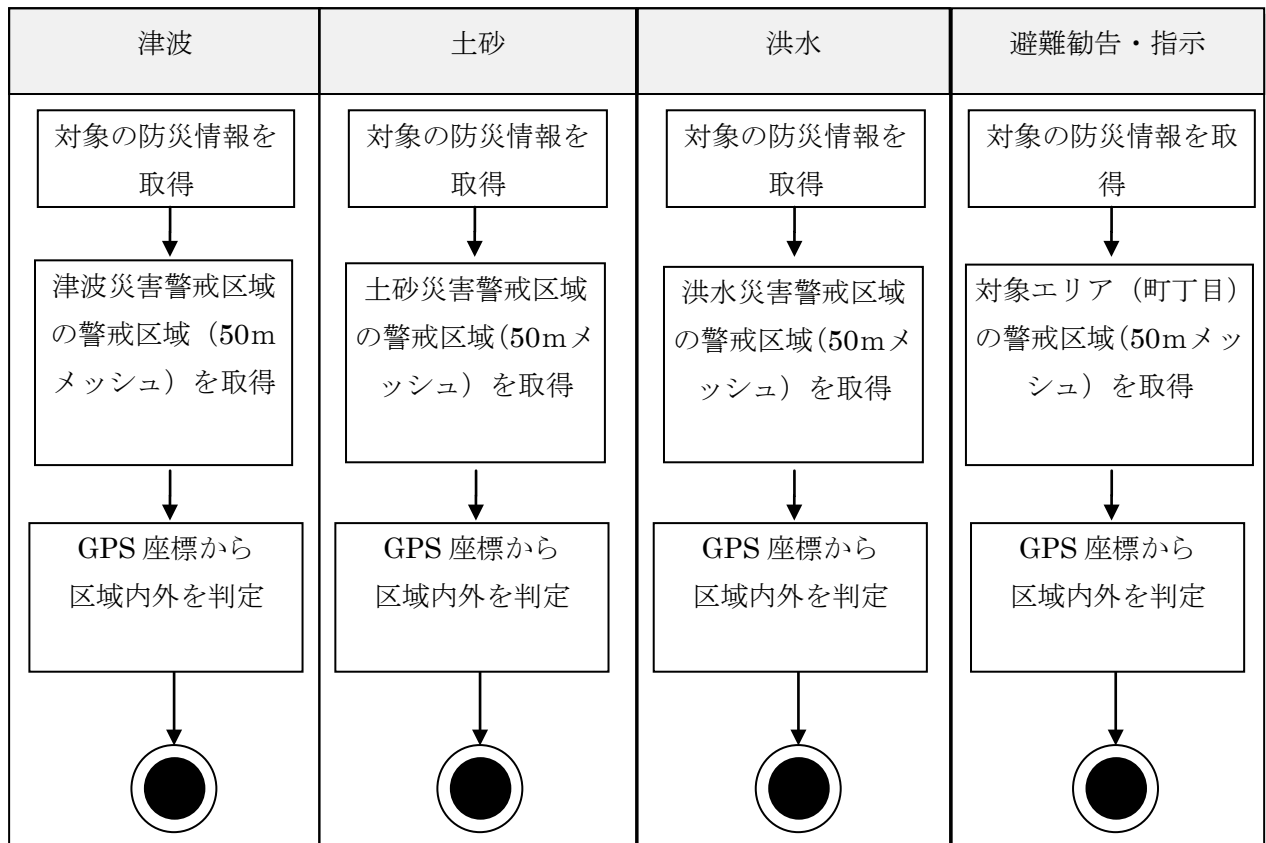 津波
土砂
洪水
避難勧告・指示
対象の防災情報を
取得
対象の防災情報を
取得
対象の防災情報を
取得
対象の防災情報を取
得
津波災害警戒区域
の警戒区域（50m
メッシュ）を取得
土砂災害警戒区域
の警戒区域(50mメ
ッシュ）を取得
洪水災害警戒区域
の警戒区域(50mメ
ッシュ）を取得
対象エリア（町丁目）
の警戒区域(50mメッ
シュ）を取得
GPS 座標から
区域内外を判定
GPS 座標から
区域内外を判定
GPS 座標から
区域内外を判定
GPS 座標から
区域内外を判定